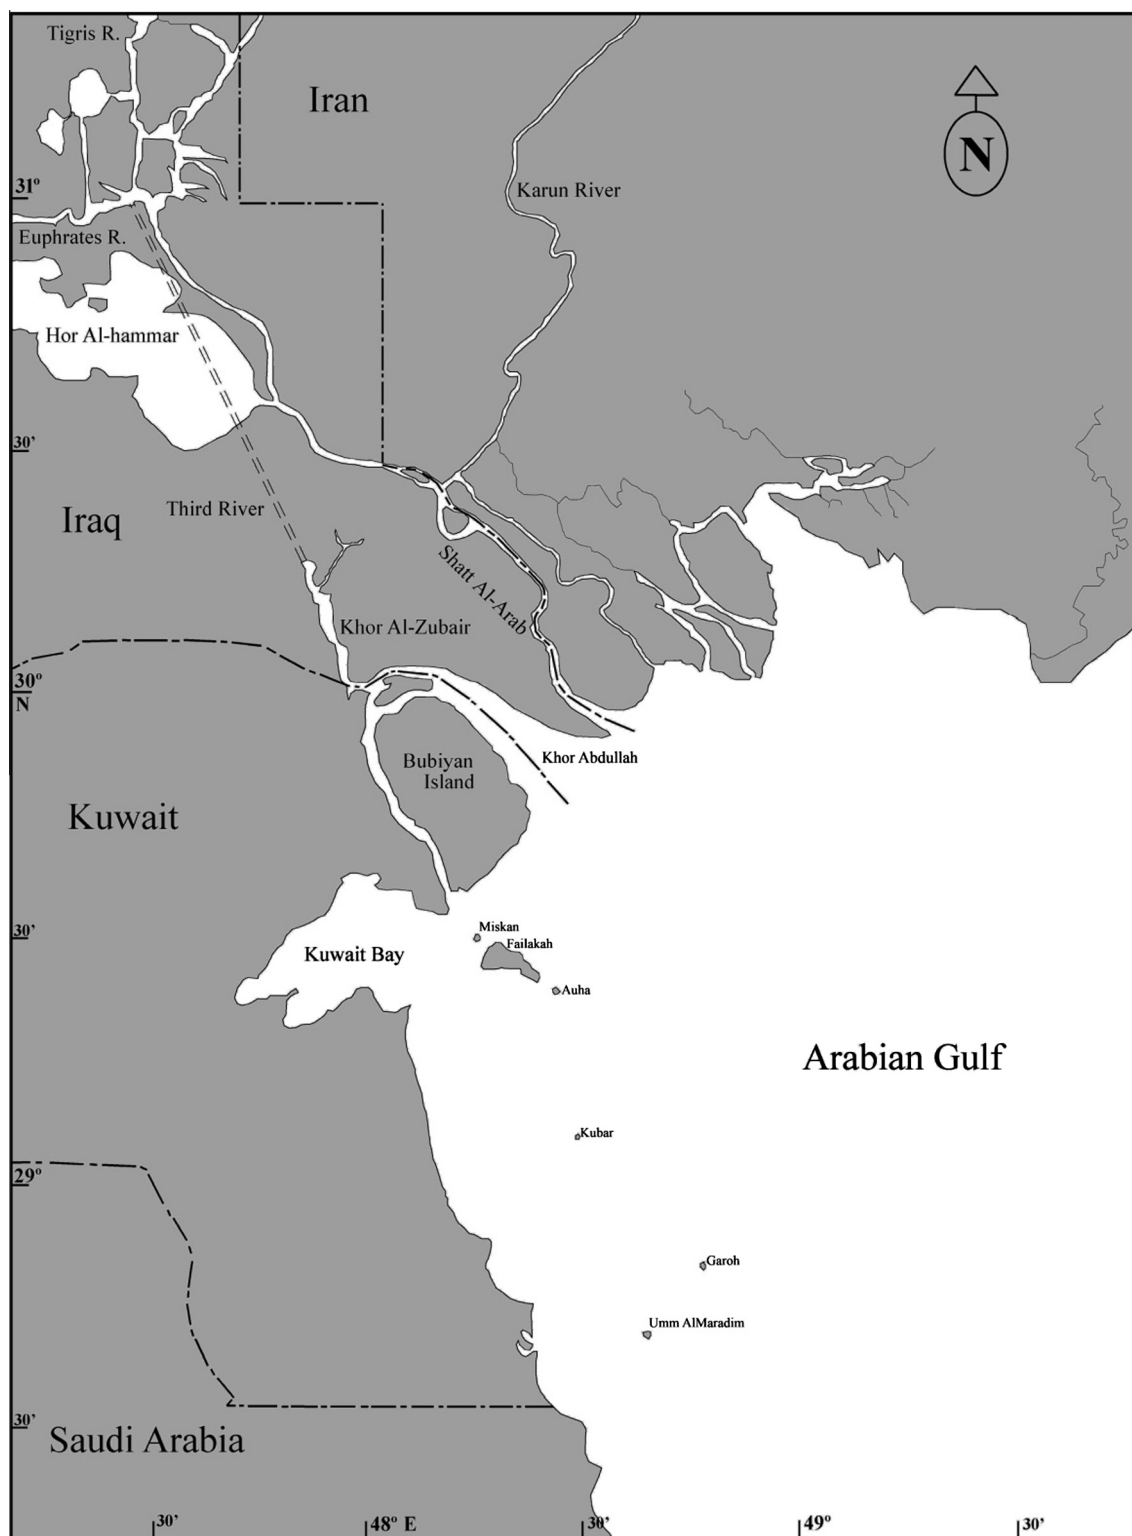 Tigris R.
Iran
N
Karun River
31º
Euphrates R.
Hor Al-hammar
30’
Third River
Iraq
Shatt Al-Arab
Khor Al-Zubair
30º
N
Khor Abdullah
Bubiyan
Island
Kuwait
Miskan
30’
Failakah
Kuwait Bay
Auha
Arabian Gulf
Kubar
29º
Garoh
Umm AlMaradim
30’
Saudi Arabia
30’
48º E
30’
49º
30’